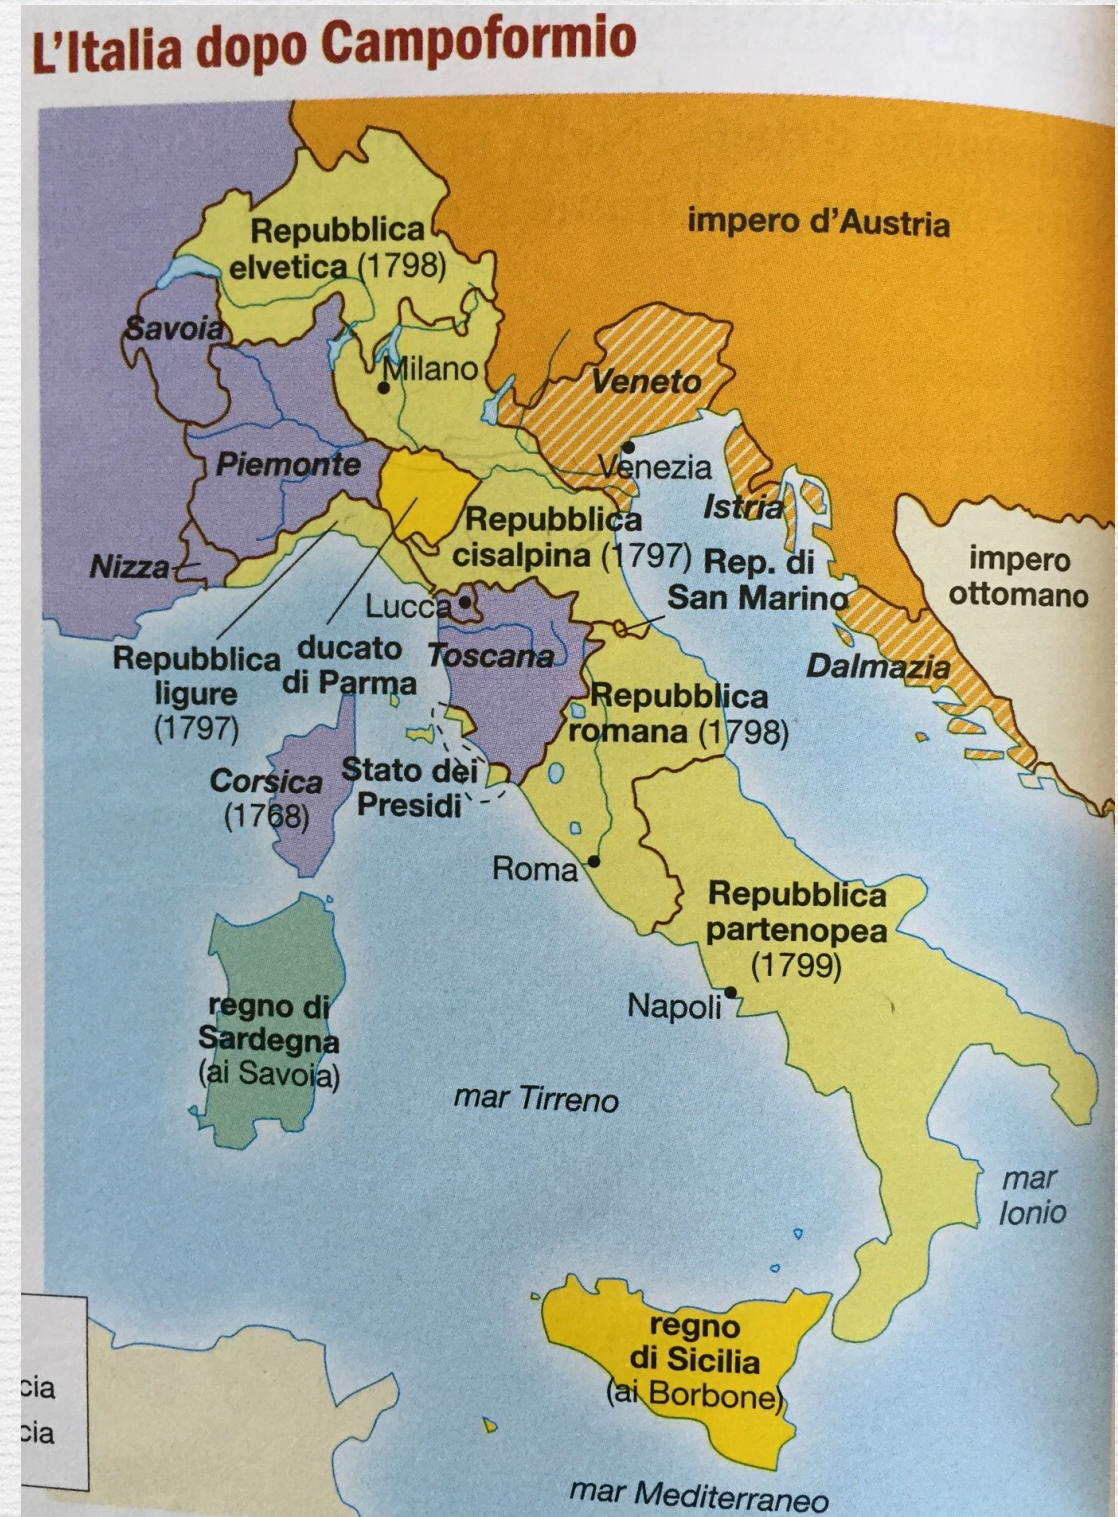 L'Italia dopo Campoformio
impero d'Austria
Repubblica
elvetica (1798)
Savoia
Milano
Veneto
Venezia
Piemonte
Istria
Repubblica
cisalpina (1797)
Rep. di
San Marino
impero
ottomano
Nizza
Lucca
Repubblica
ligure
(1797)
ducato
di Parma
Toscana
Dalmazia
Repubblica
romana (1798)
Corsica
(1768)
Stato dei
Presidi
Roma
Repubblica
partenopea
(1799)
Napoli
regno di
Sardegna
(ai Savoia)
mar Tirreno
mar
Ionio
regno
di Sicilia
(ai Borbone)
cia
cia
mar Mediterraneo